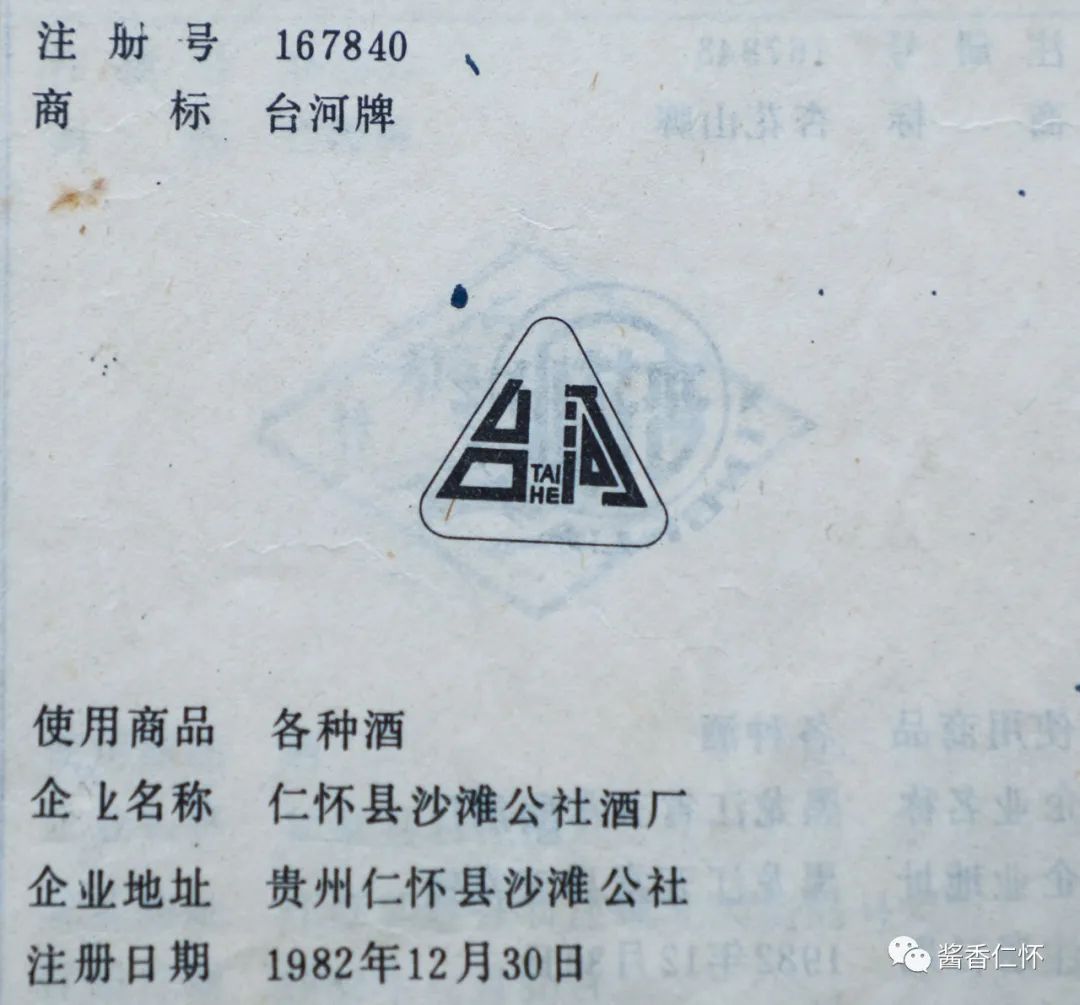 注册号 167840
商标 台河牌
台河
TAI
HE
使用商品 各种酒
企业名称 仁怀县沙滩公社酒厂
企业地址 贵州仁怀县沙滩公社
注册日期 1982年12月30日
酱香仁怀